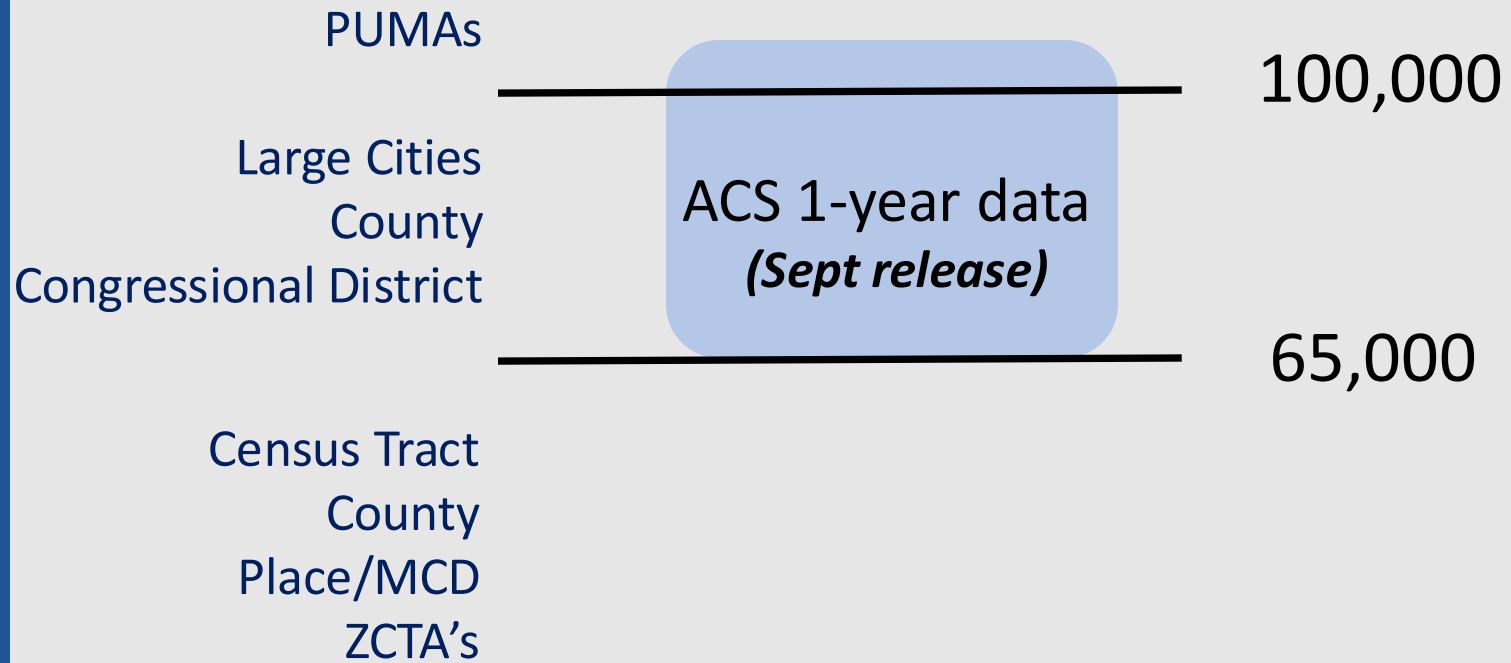 PUMAs
100,000
Large Cities
County
Congressional District
ACS 1-year data
(Sept release)
65,000
Census Tract
County
Place/MCD
ZCTA’s